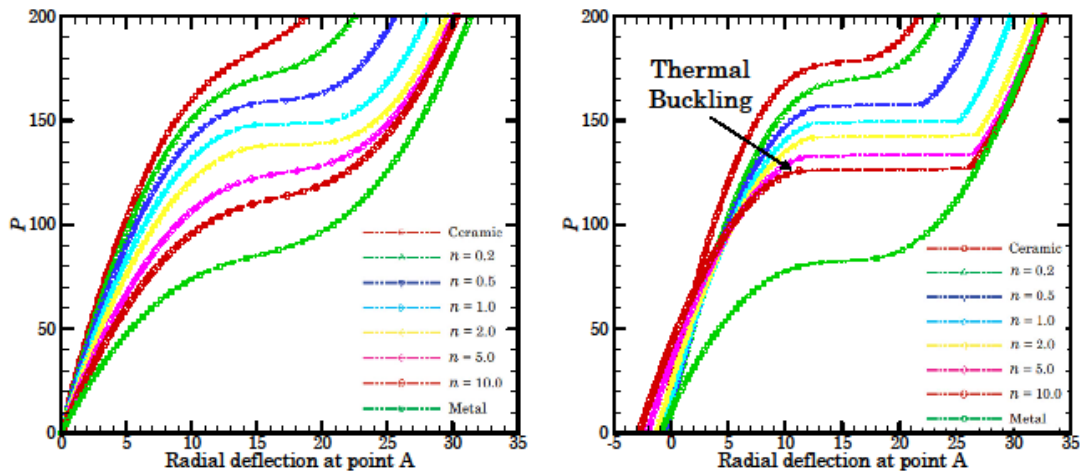 200
150
100
50
0
P
0 5 10 15 20 25 30 35
Radial deflection at point A
Ceramic
n = 0.2
n = 0.5
n = 1.0
n = 2.0
n = 5.0
n = 10.0
Metal
200
150
100
50
0
P
-5 0 5 10 15 20 25 30 35
Radial deflection at point A
Thermal
Buckling
Ceramic
n = 0.2
n = 0.5
n = 1.0
n = 2.0
n = 5.0
n = 10.0
Metal